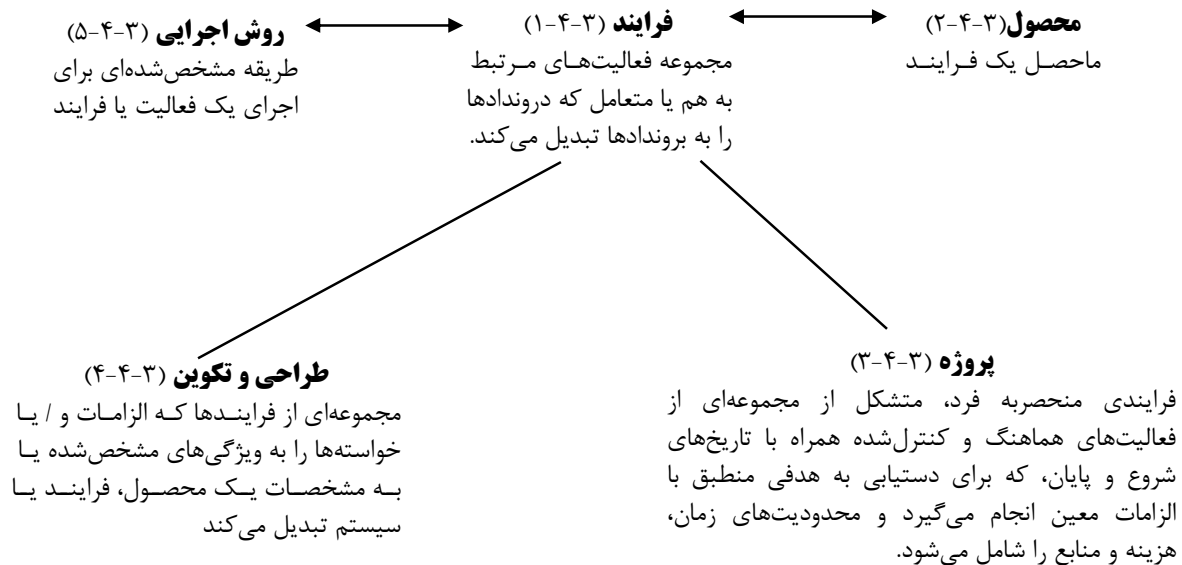 محصول(۳-۴-۲)
ماحصل یک فرایند
فرایند (۳-۴-۱)
مجموعه فعالیت‌های مرتبط
به هم یا متعامل که دروندادها
را به بروندادها تبدیل می‌کند.
روش اجرایی (۳-۴-۵)
طریقه مشخص‌شده‌ای برای
اجرای یک فعالیت یا فرایند
پروژه (۳-۴-۳)
فرایندی منحصربه فرد، متشکل از مجموعه‌ای از
فعالیت‌های هماهنگ و کنترل‌شده همراه با تاریخ‌های
شروع و پایان، که برای دستیابی به هدفی منطبق با
الزامات معین انجام می‌گیرد و محدودیت‌های زمان،
هزینه و منابع را شامل می‌شود.
طراحی و تکوین (۳-۴-۴)
مجموعه‌ای از فرایندها که الزامات و / یا
خواسته‌ها را به ویژگی‌های مشخص‌شده یا
به مشخصات یک محصول، فرایند یا
سیستم تبدیل می‌کند